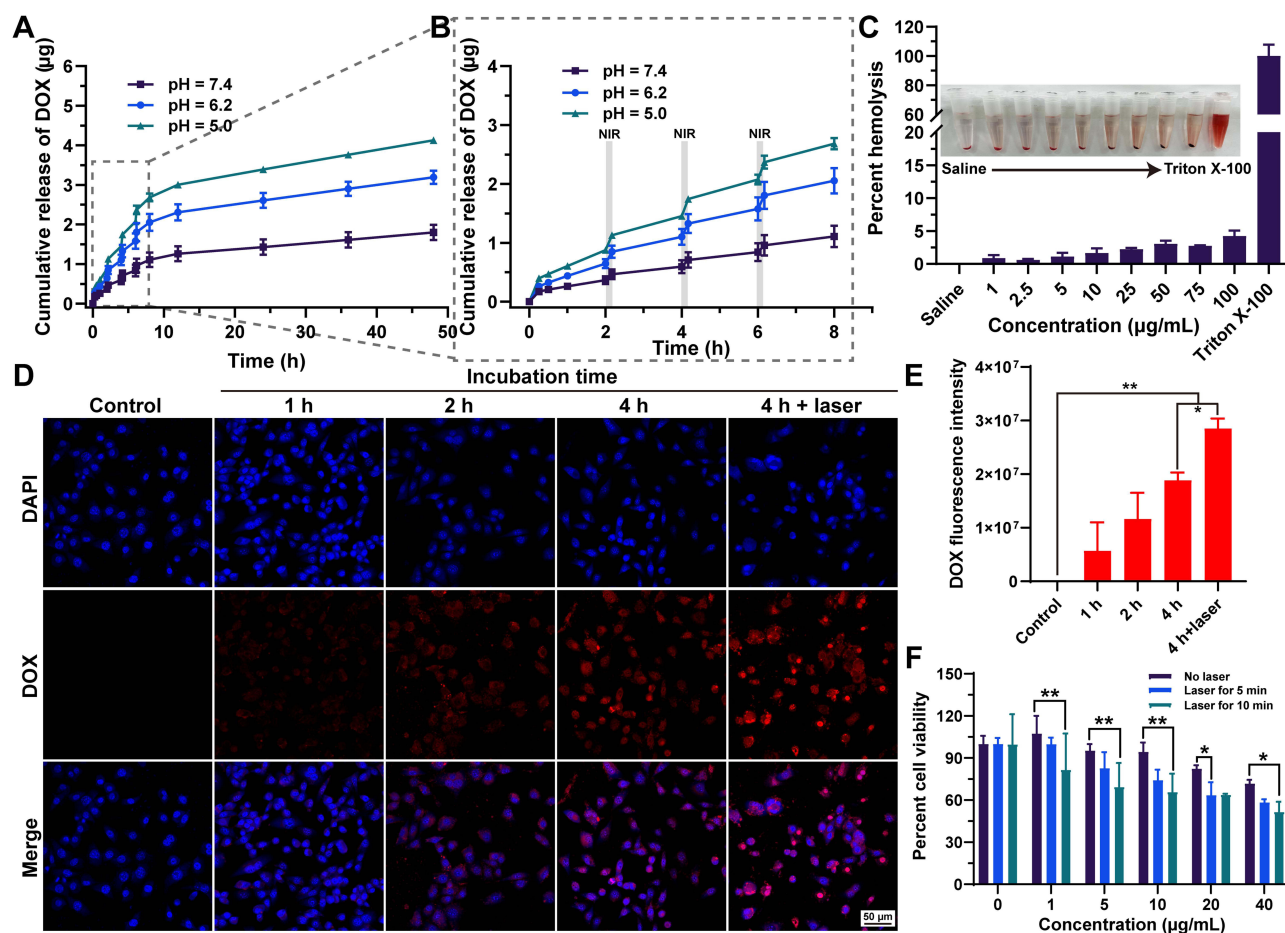 A
Cumulative release of DOX (µg)
6
5
4
3
2
1
0
pH = 7.4
pH = 6.2
pH = 5.0
0 10 20 30 40 50
Time (h)
B
Cumulative release of DOX (µg)
4
3
2
1
0
pH = 7.4
pH = 6.2
pH = 5.0
NIR NIR NIR
0 2 4 6 8
Time (h)
C
Percent hemolysis
120
100
80
60
20
15
10
5
0
Saline Triton X-100
Saline 1 2.5 5 10 25 50 75 100 Triton X-100
Concentration (µg/mL)
D
Incubation time
Control 1 h 2 h 4 h 4 h + laser
DAPI
DOX
Merge
50 µm
E
DOX fluorescence intensity
4×10⁷
3×10⁷
2×10⁷
1×10⁷
0
**
*
Control 1 h 2 h 4 h 4 h+laser
F
Percent cell viability
150
120
90
60
30
0
No laser
Laser for 5 min
Laser for 10 min
** ** ** * *
0 1 5 10 20 40
Concentration (µg/mL)